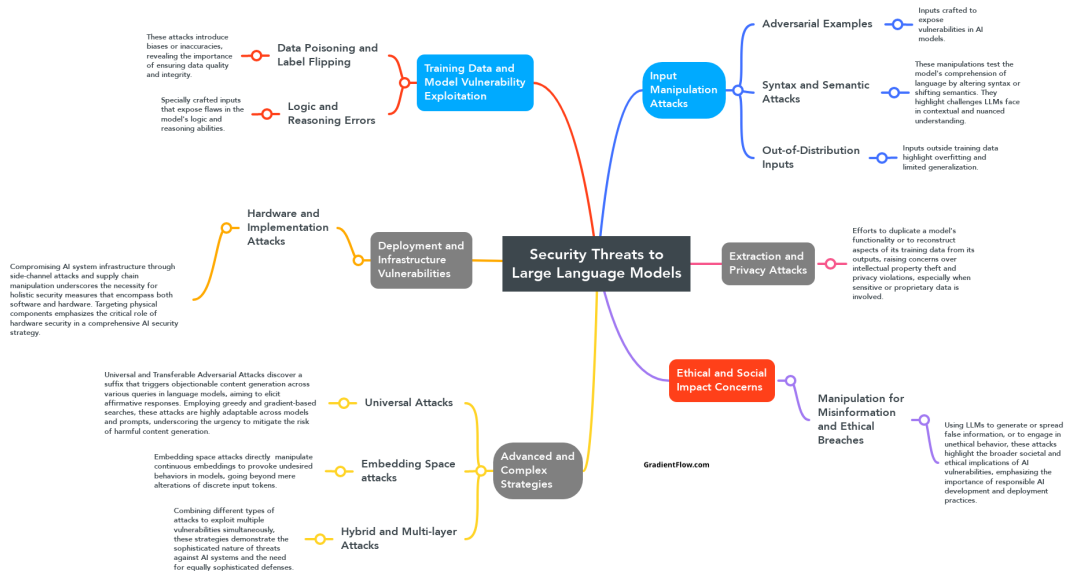 Security Threats to
Large Language Models
Training Data and
Model Vulnerability
Exploitation
Data Poisoning and
Label Flipping
These attacks introduce
biases or inaccuracies,
revealing the importance
of ensuring data quality
and integrity.
Logic and
Reasoning Errors
Specially crafted inputs
that expose flaws in the
model's logic and
reasoning abilities.
Deployment and
Infrastructure
Vulnerabilities
Hardware and
Implementation
Attacks
Compromising AI system infrastructure through
side-channel attacks and supply chain
manipulation underscores the necessity for
holistic security measures that encompass both
software and hardware. Targeting physical
components emphasizes the critical role of
hardware security in a comprehensive AI security
strategy.
Advanced and
Complex
Strategies
Universal Attacks
Universal and Transferable Adversarial Attacks discover a
suffix that triggers objectionable content generation across
various queries in language models, aiming to elicit
affirmative responses. Employing greedy and gradient-based
searches, these attacks are highly adaptable across models
and prompts, underscoring the urgency to mitigate the risk
of harmful content generation.
Embedding Space
attacks
Embedding space attacks directly manipulate
continuous embeddings to provoke undesired
behaviors in models, going beyond mere
alterations of discrete input tokens.
Hybrid and Multi-layer
Attacks
Combining different types of
attacks to exploit multiple
vulnerabilities simultaneously,
these strategies demonstrate the
sophisticated nature of threats
against AI systems and the need
for equally sophisticated defenses.
Input
Manipulation
Attacks
Adversarial Examples
Inputs crafted to
expose
vulnerabilities in AI
models.
Syntax and Semantic
Attacks
These manipulations test the
model's comprehension of
language by altering syntax or
shifting semantics. They
highlight challenges LLMs face
in contextual and nuanced
understanding.
Out-of-Distribution
Inputs
Inputs outside training data
highlight overfitting and
limited generalization.
Extraction and
Privacy Attacks
Efforts to duplicate a model's
functionality or to reconstruct
aspects of its training data from its
outputs, raising concerns over
intellectual property theft and
privacy violations, especially when
sensitive or proprietary data is
involved.
Ethical and Social
Impact Concerns
Manipulation for
Misinformation
and Ethical
Breaches
Using LLMs to generate or spread
false information, or to engage in
unethical behavior, these attacks
highlight the broader societal and
ethical implications of AI
vulnerabilities, emphasizing the
importance of responsible AI
development and deployment
practices.
GradientFlow.com